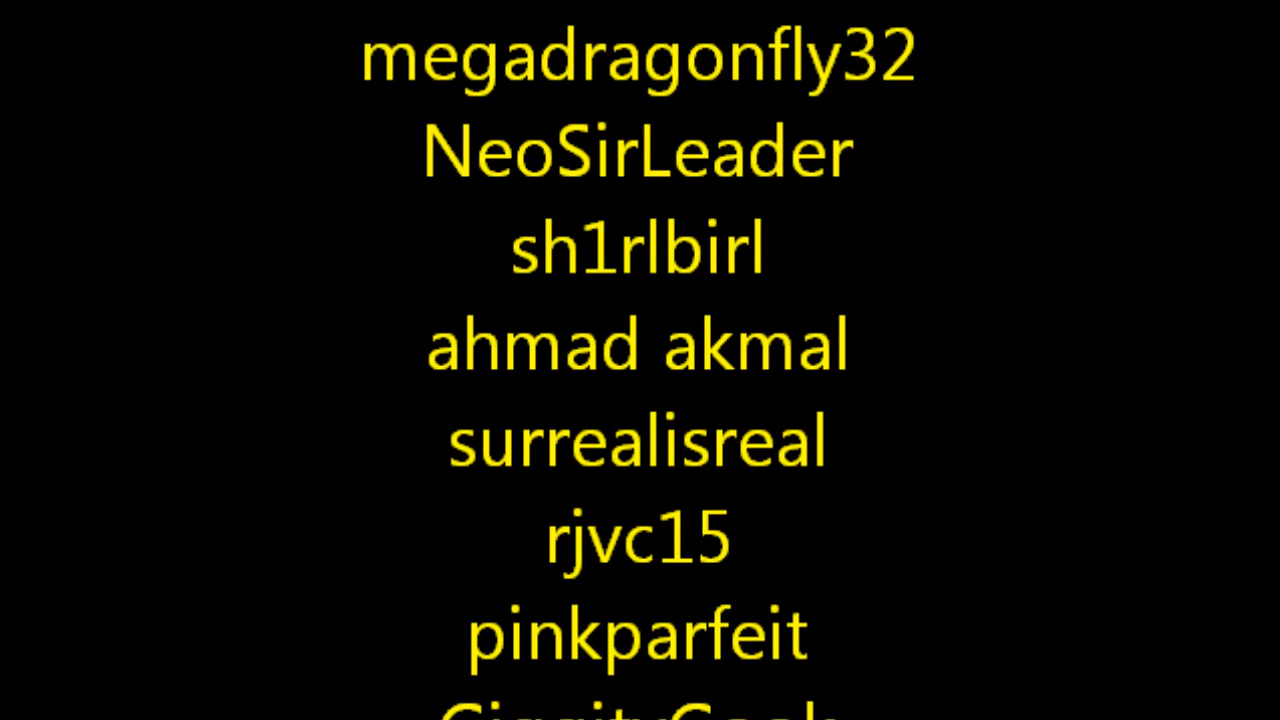 megadragonfly32
NeoSirLeader
sh1rlbirl
ahmad akmal
surrealisreal
rjvc15
pinkparfeit